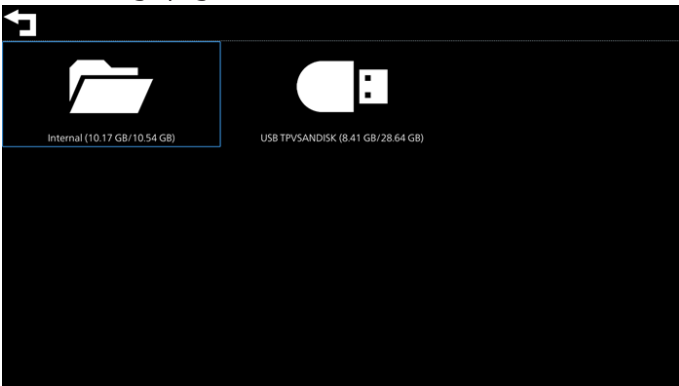 Internal (10.17 GB/10.54 GB)
USB TPVSANDISK (8.41 GB/28.64 GB)